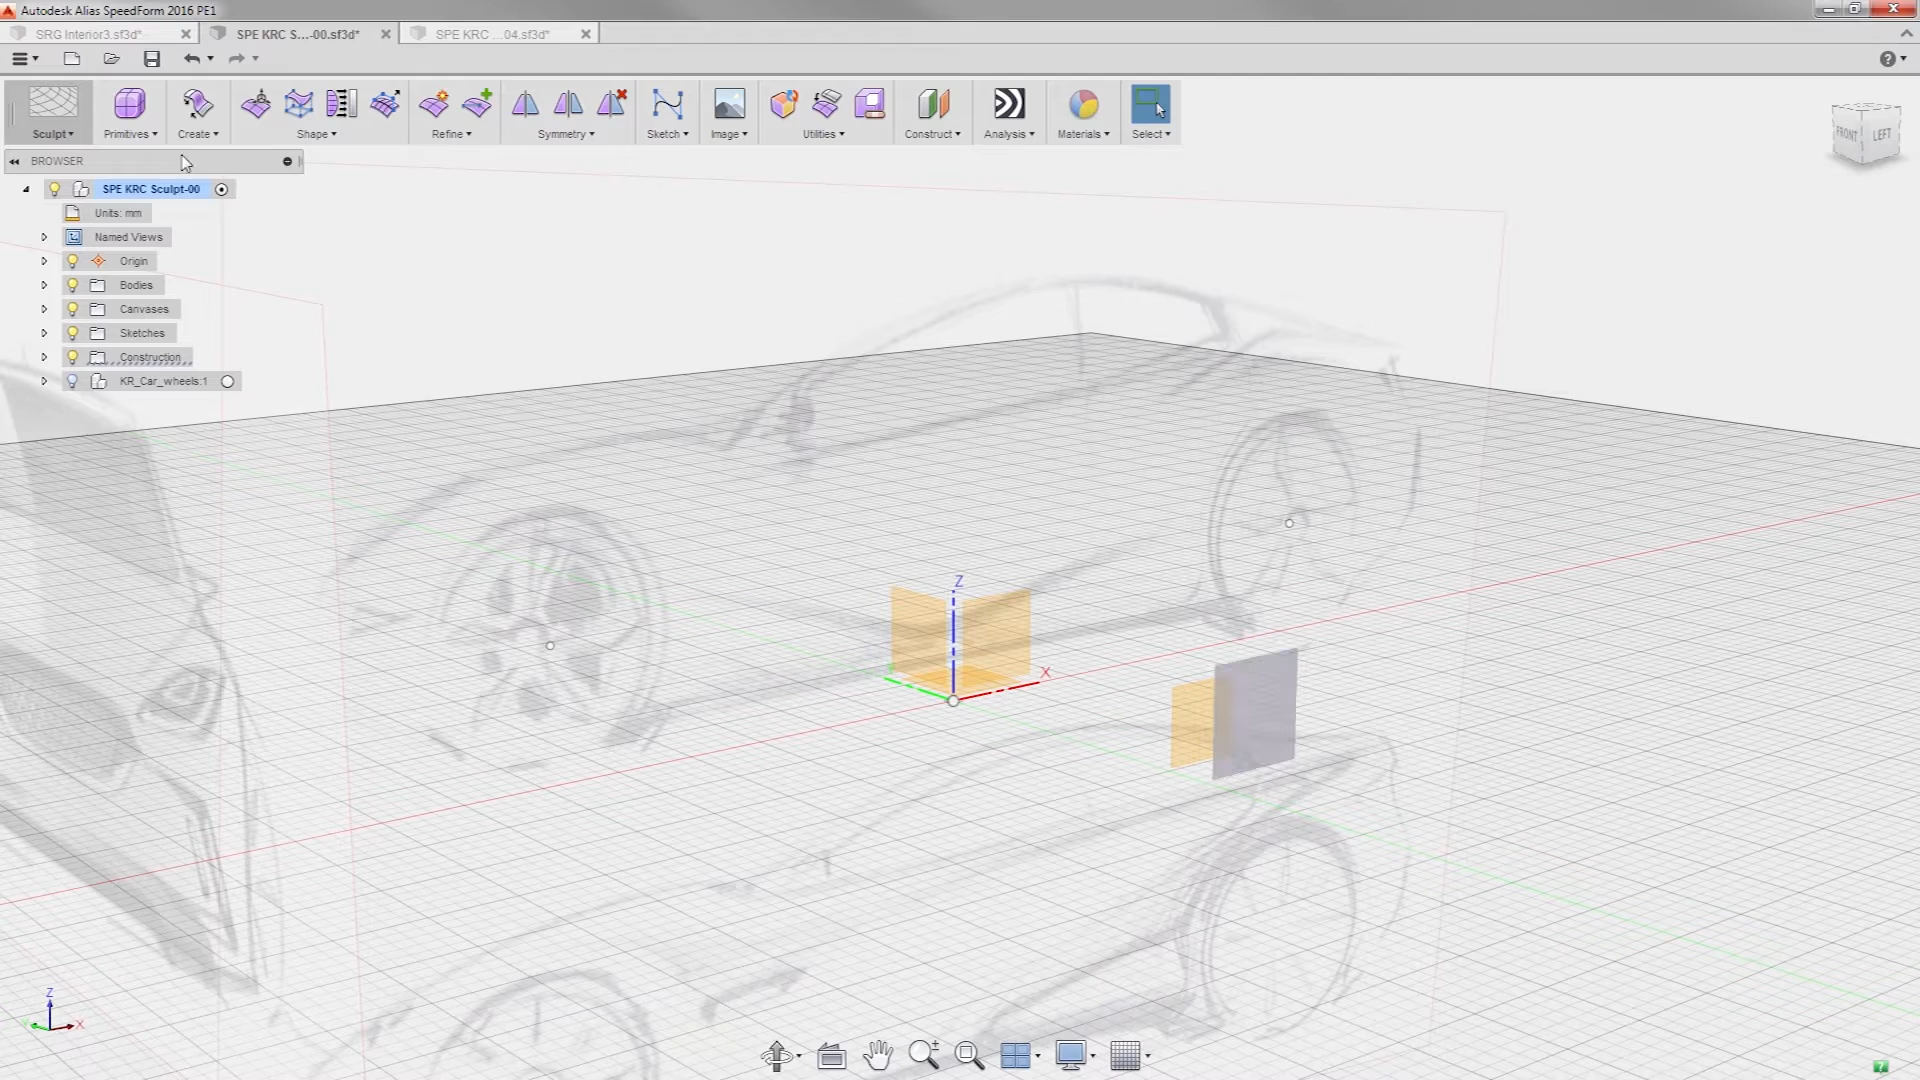 Autodesk Alias SpeedForm 2016 PE1
SRG Interior3.sf3d*
SPE KRC S...-00.sf3d*
SPE KRC ...04.sf3d*
Sculpt
Primitives
Create
Shape
Refine
Symmetry
Sketch
Image
Utilities
Construct
Analysis
Materials
Select
BROWSER
SPE KRC Sculpt-00
Units: mm
Named Views
Origin
Bodies
Canvases
Sketches
Construction
KR_Car_wheels:1
FRONT
LEFT
Z
X
Z
X